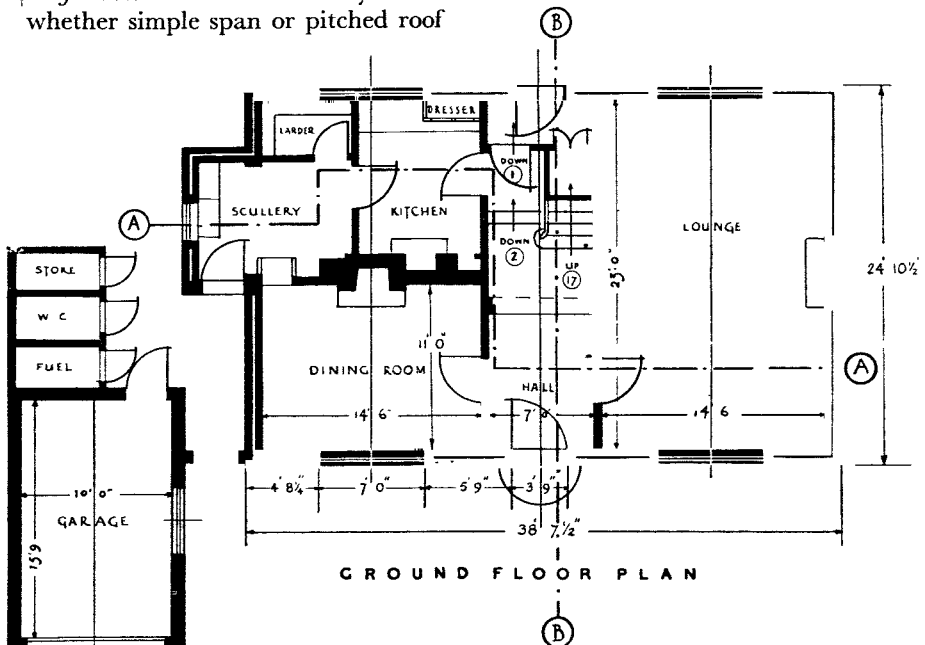 whether simple span or pitched roof
B
DRESSER
LARDER
DOWN
1
A
SCULLERY
KITCHEN
LOUNGE
DOWN
2
UP
17
STORE
23' 0"
24' 10½"
W C
FUEL
11' 0"
DINING ROOM
A
HALL
14' 6
7' 0"
14' 6
4' 8¼"
7' 0"
5' 9"
3' 9"
10' 0"
GARAGE
15'9
38' 7½"
GROUND FLOOR PLAN
B